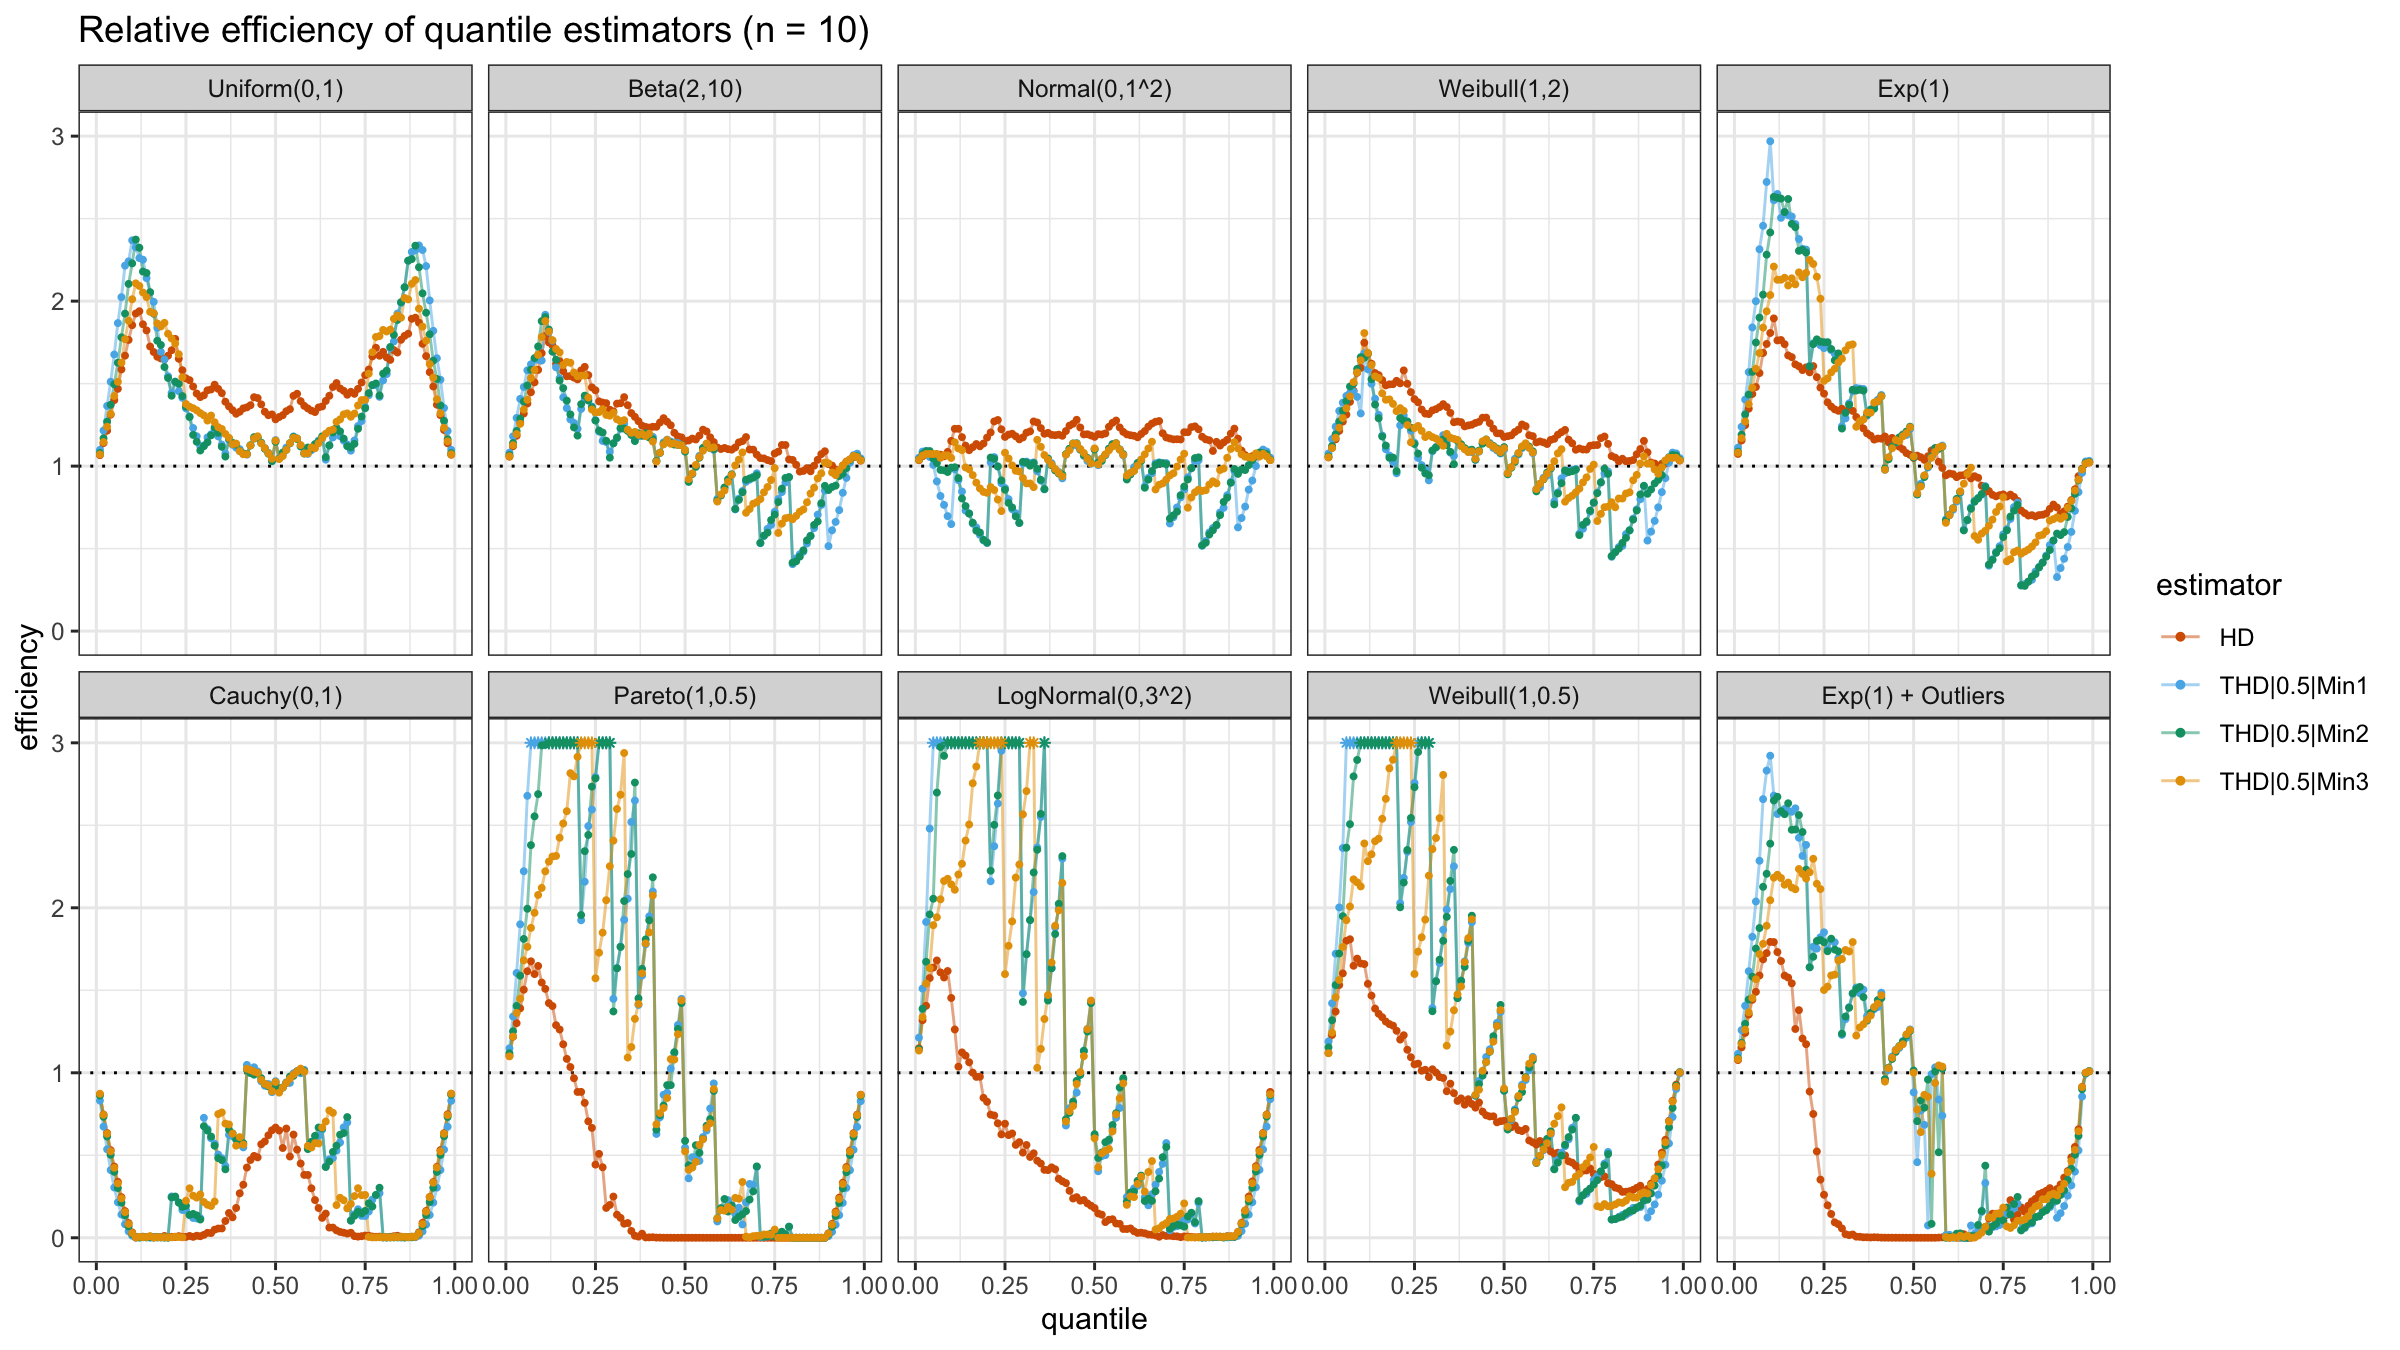 Relative efficiency of quantile estimators (n = 10)
Uniform(0,1)
Beta(2,10)
Normal(0,1^2)
Weibull(1,2)
Exp(1)
3
2
1
0
Cauchy(0,1)
Pareto(1,0.5)
LogNormal(0,3^2)
Weibull(1,0.5)
Exp(1) + Outliers
3
2
1
0
0.00 0.25 0.50 0.75 1.00
0.00 0.25 0.50 0.75 1.00
0.00 0.25 0.50 0.75 1.00
0.00 0.25 0.50 0.75 1.00
0.00 0.25 0.50 0.75 1.00
quantile
efficiency
estimator
HD
THD|0.5|Min1
THD|0.5|Min2
THD|0.5|Min3